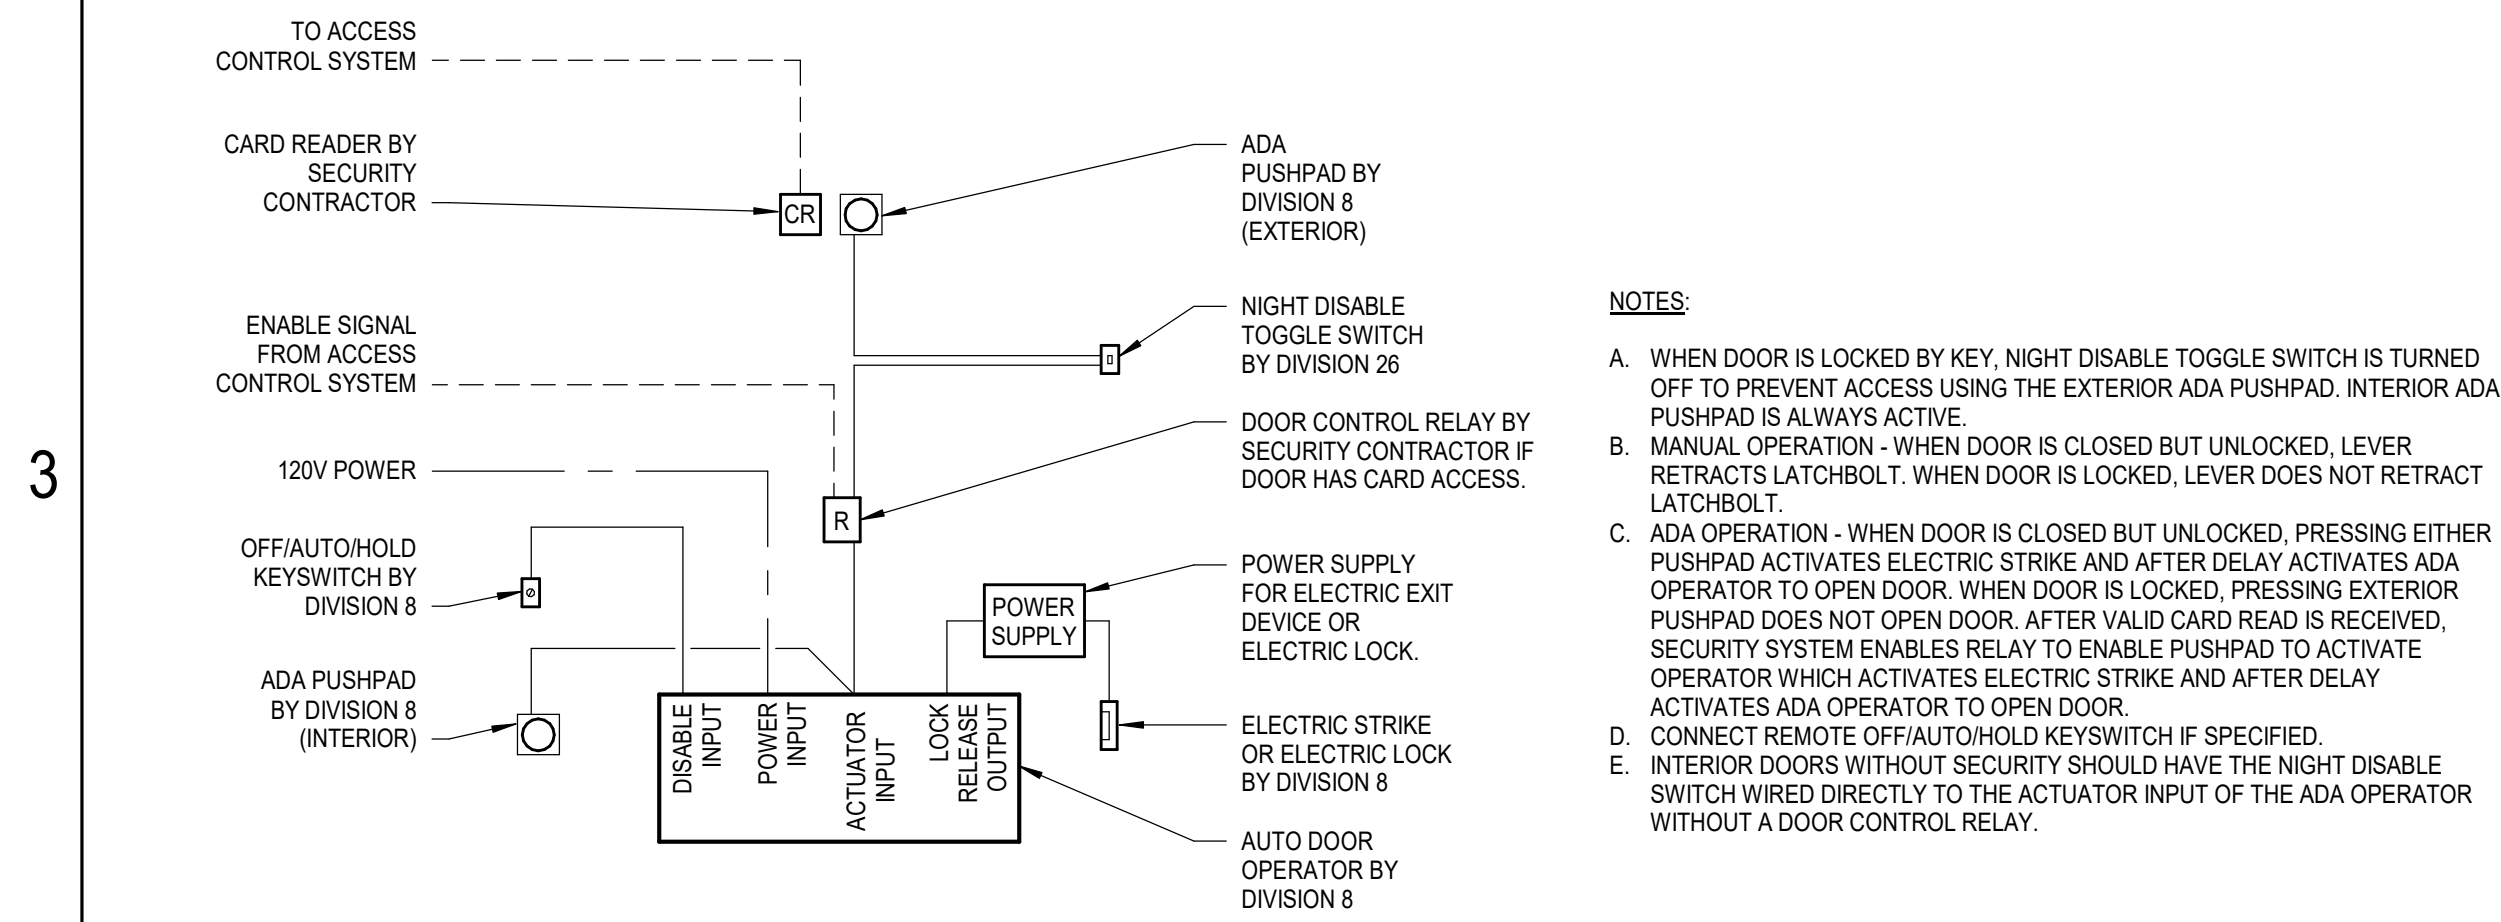 TO ACCESS
CONTROL SYSTEM
CARD READER BY
SECURITY
CONTRACTOR
ENABLE SIGNAL
FROM ACCESS
CONTROL SYSTEM
120V POWER
OFF/AUTO/HOLD
KEYSWITCH BY
DIVISION 8
ADA PUSHPAD
BY DIVISION 8
(INTERIOR)
3
CR
R
POWER
SUPPLY
DISABLE
INPUT
POWER
INPUT
ACTUATOR
INPUT
LOCK
RELEASE
OUTPUT
ADA
PUSHPAD BY
DIVISION 8
(EXTERIOR)
NIGHT DISABLE
TOGGLE SWITCH
BY DIVISION 26
DOOR CONTROL RELAY BY
SECURITY CONTRACTOR IF
DOOR HAS CARD ACCESS.
POWER SUPPLY
FOR ELECTRIC EXIT
DEVICE OR
ELECTRIC LOCK.
ELECTRIC STRIKE
OR ELECTRIC LOCK
BY DIVISION 8
AUTO DOOR
OPERATOR BY
DIVISION 8
NOTES:
A. WHEN DOOR IS LOCKED BY KEY, NIGHT DISABLE TOGGLE SWITCH IS TURNED
OFF TO PREVENT ACCESS USING THE EXTERIOR ADA PUSHPAD. INTERIOR ADA
PUSHPAD IS ALWAYS ACTIVE.
B. MANUAL OPERATION - WHEN DOOR IS CLOSED BUT UNLOCKED, LEVER
RETRACTS LATCHBOLT. WHEN DOOR IS LOCKED, LEVER DOES NOT RETRACT
LATCHBOLT.
C. ADA OPERATION - WHEN DOOR IS CLOSED BUT UNLOCKED, PRESSING EITHER
PUSHPAD ACTIVATES ELECTRIC STRIKE AND AFTER DELAY ACTIVATES ADA
OPERATOR TO OPEN DOOR. WHEN DOOR IS LOCKED, PRESSING EXTERIOR
PUSHPAD DOES NOT OPEN DOOR. AFTER VALID CARD READ IS RECEIVED,
SECURITY SYSTEM ENABLES RELAY TO ENABLE PUSHPAD TO ACTIVATE
OPERATOR WHICH ACTIVATES ELECTRIC STRIKE AND AFTER DELAY
ACTIVATES ADA OPERATOR TO OPEN DOOR.
D. CONNECT REMOTE OFF/AUTO/HOLD KEYSWITCH IF SPECIFIED.
E. INTERIOR DOORS WITHOUT SECURITY SHOULD HAVE THE NIGHT DISABLE
SWITCH WIRED DIRECTLY TO THE ACTUATOR INPUT OF THE ADA OPERATOR
WITHOUT A DOOR CONTROL RELAY.